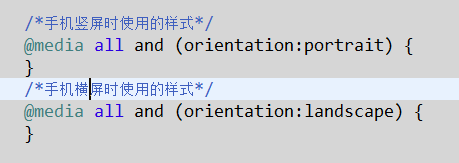 /*手机竖屏时使用的样式*/
@media all and (orientation:portrait) {
}
/*手机横屏时使用的样式*/
@media all and (orientation:landscape) {
}